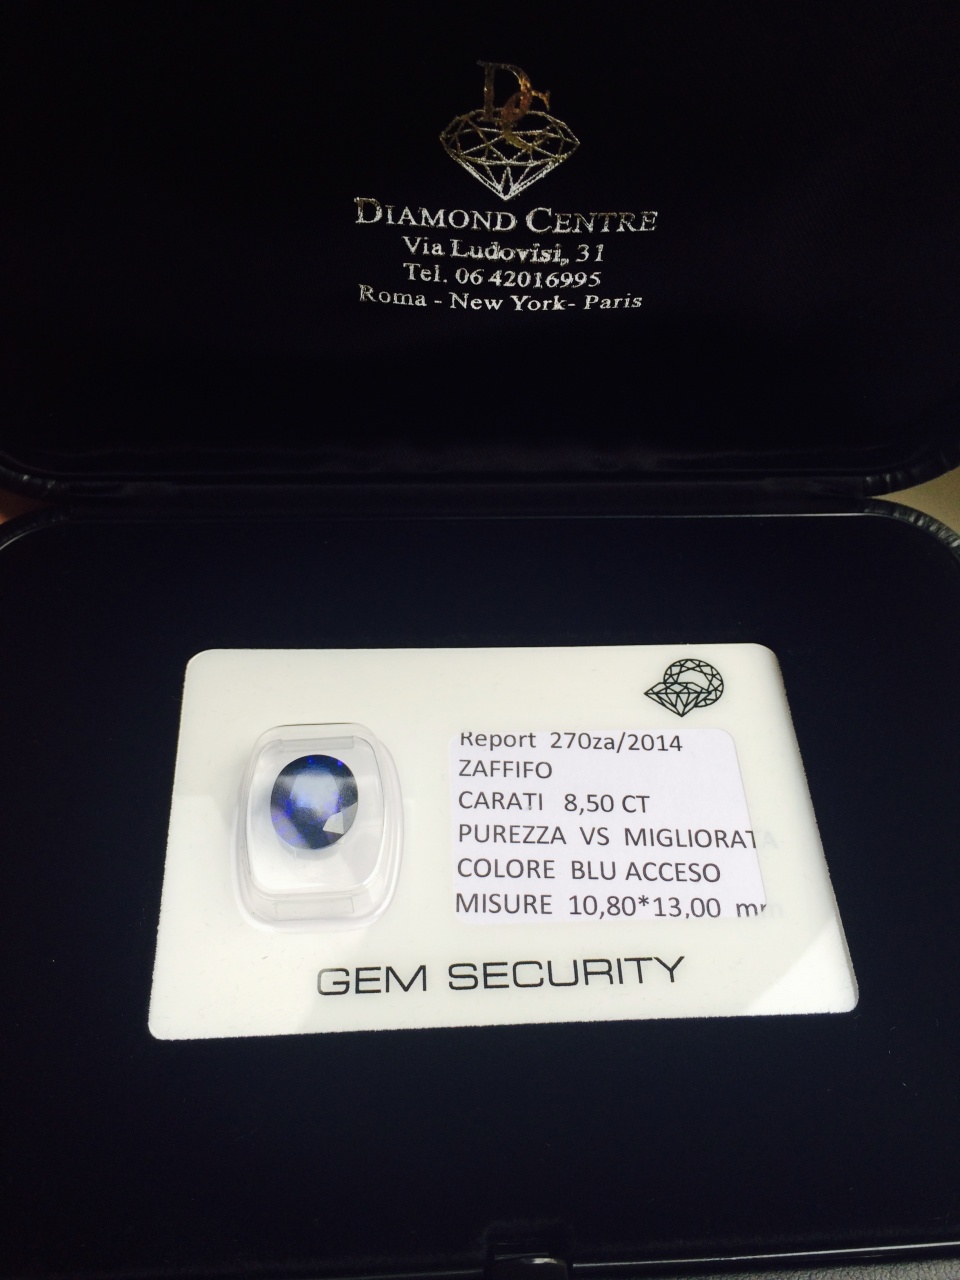 DC
DIAMOND CENTRE
Via Ludovisi, 31
Tel. 06 42016995
Roma - New York- Paris
Report 270za/2014
ZAFFIFO
CARATI 8,50 CT
PUREZZA VS MIGLIORATA
COLORE BLU ACCESO
MISURE 10,80*13,00 mm
GEM SECURITY